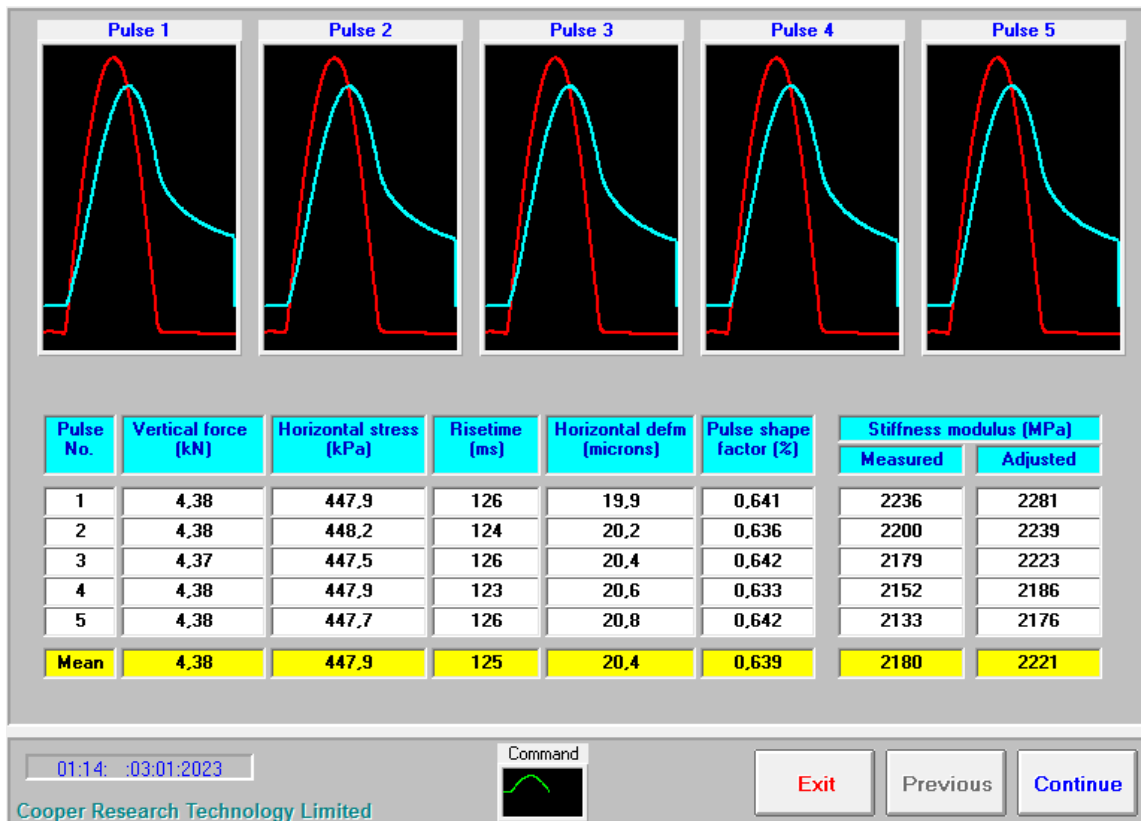 Pulse 1 Pulse 2 Pulse 3 Pulse 4 Pulse 5
Pulse No. Vertical force (kN) Horizontal stress (kPa) Risetime (ms) Horizontal defm (microns) Pulse shape factor (%) Stiffness modulus (MPa)
Measured Adjusted
1 4,38 447,9 126 19,9 0,641 2236 2281
2 4,38 448,2 124 20,2 0,636 2200 2239
3 4,37 447,5 126 20,4 0,642 2179 2223
4 4,38 447,9 123 20,6 0,633 2152 2186
5 4,38 447,7 126 20,8 0,642 2133 2176
Mean 4,38 447,9 125 20,4 0,639 2180 2221
01:14: :03:01:2023
Command
Exit Previous Continue
Cooper Research Technology Limited